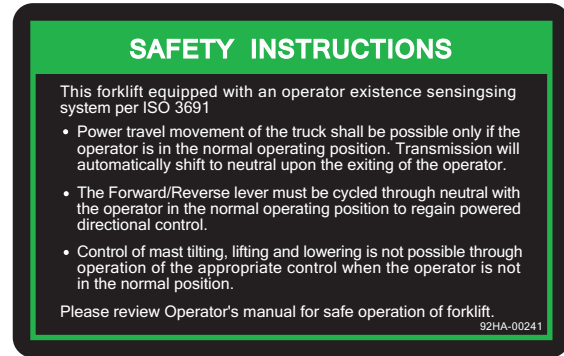 SAFETY INSTRUCTIONS
This forklift equipped with an operator existence sensingsing
system per ISO 3691
• Power travel movement of the truck shall be possible only if the
operator is in the normal operating position. Transmission will
automatically shift to neutral upon the exiting of the operator.
• The Forward/Reverse lever must be cycled through neutral with
the operator in the normal operating position to regain powered
directional control.
• Control of mast tilting, lifting and lowering is not possible through
operation of the appropriate control when the operator is not
in the normal position.
Please review Operator's manual for safe operation of forklift.
92HA-00241